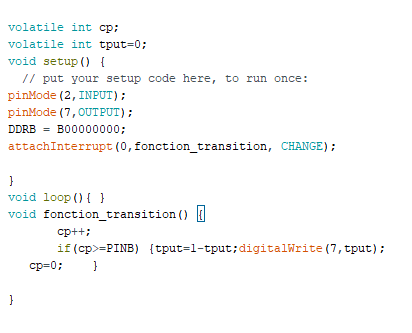 volatile int cp;
volatile int tput=0;
void setup() {
// put your setup code here, to run once:
pinMode(2,INPUT);
pinMode(7,OUTPUT);
DDRB = B00000000;
attachInterrupt(0,fonction_transition, CHANGE);
}
void loop(){ }
void fonction_transition() {
cp++;
if(cp>=PINB) {tput=1-tput;digitalWrite(7,tput);
cp=0; }
}